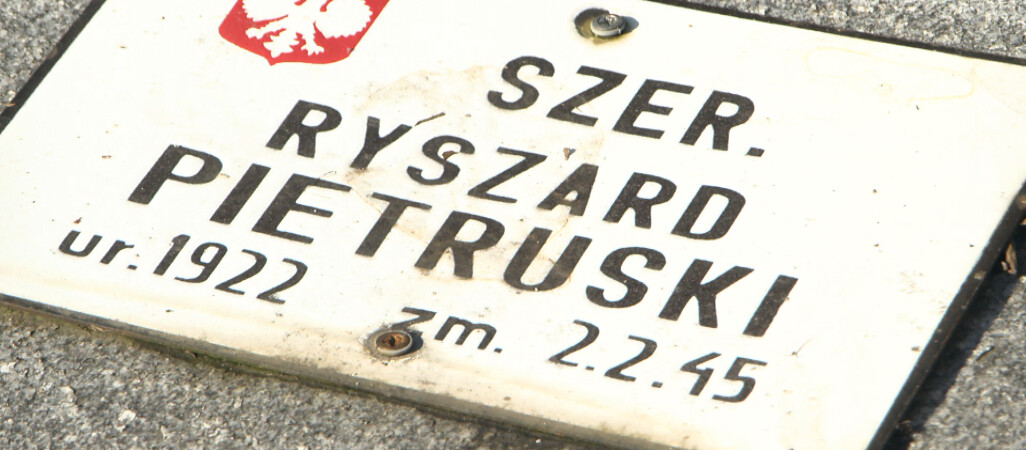 SZER.
RYSZARD
PIETRUSKI
ur. 1922 zm. 2.2.45